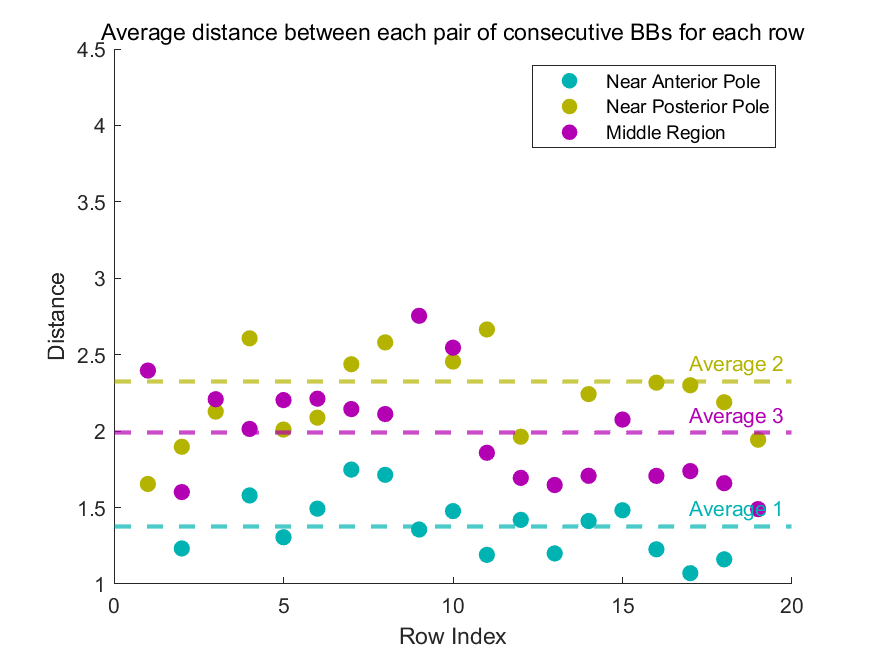 Average distance between each pair of consecutive BBs for each row
4.5
4
3.5
3
2.5
2
1.5
1
Distance
Near Anterior Pole
Near Posterior Pole
Middle Region
Average 2
Average 3
Average 1
0 5 10 15 20
Row Index